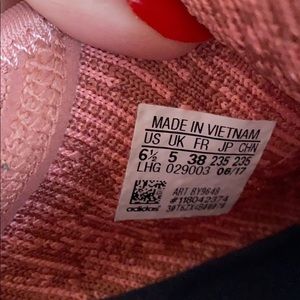 MADE IN VIETNAM
US UK FR JP CHN
6½ 5 38 235 235
LHG 029003 06/17
ART BY9648
#118042374
adidas